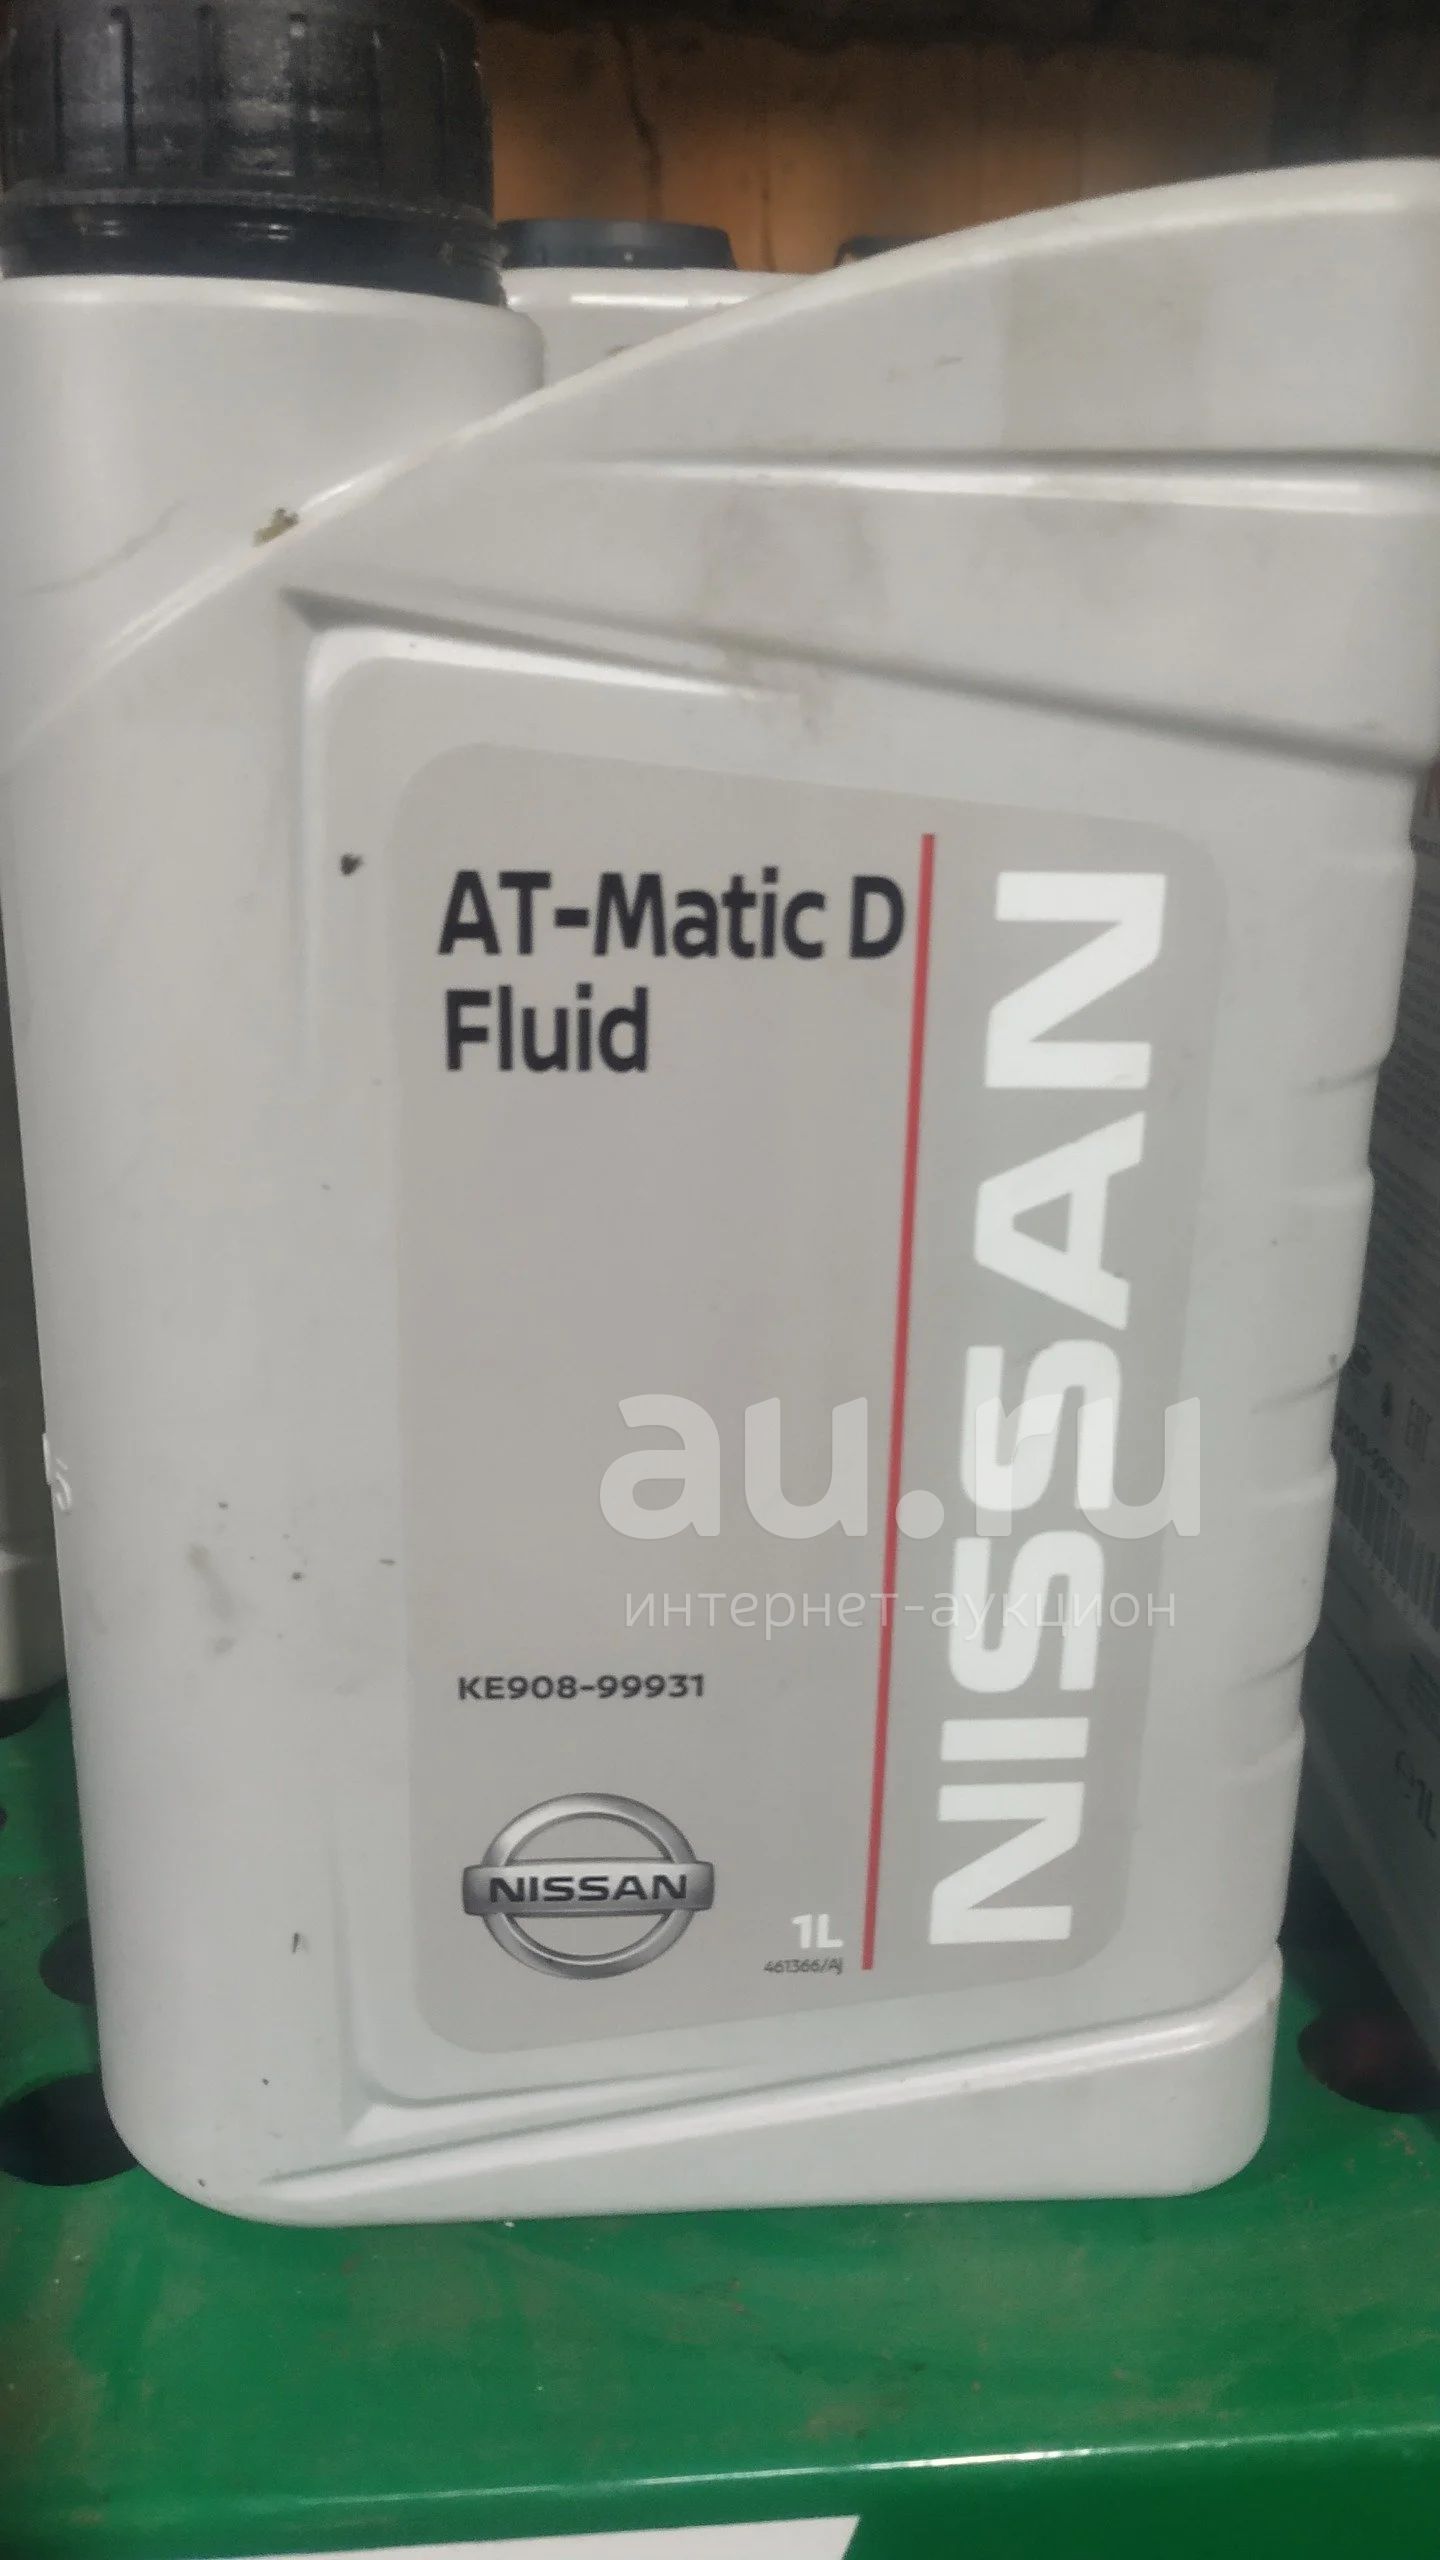 AT-Matic D
Fluid
NISSAN
au.ru
интернет-аукцион
KE908-99931
NISSAN
1L
461366/AJ